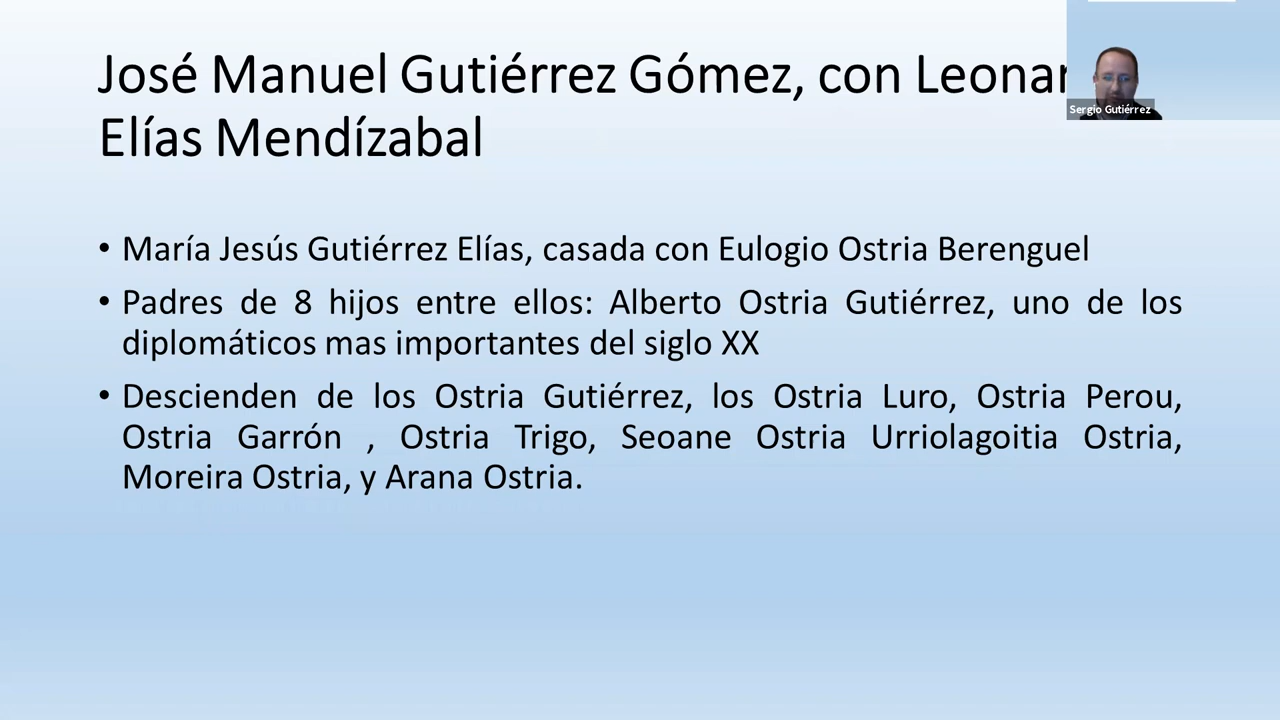 José Manuel Gutiérrez Gómez, con
Elías Mendízabal
Sergio Gutiérrez
• María Jesús Gutiérrez Elías, casada con Eulogio Ostria Berenguel
• Padres de 8 hijos entre ellos: Alberto Ostria Gutiérrez, uno de los
diplomáticos mas importantes del siglo XX
• Descienden de los Ostria Gutiérrez, los Ostria Luro, Ostria Perou,
Ostria Garrón , Ostria Trigo, Seoane Ostria Urriolagoitia Ostria,
Moreira Ostria, y Arana Ostria.